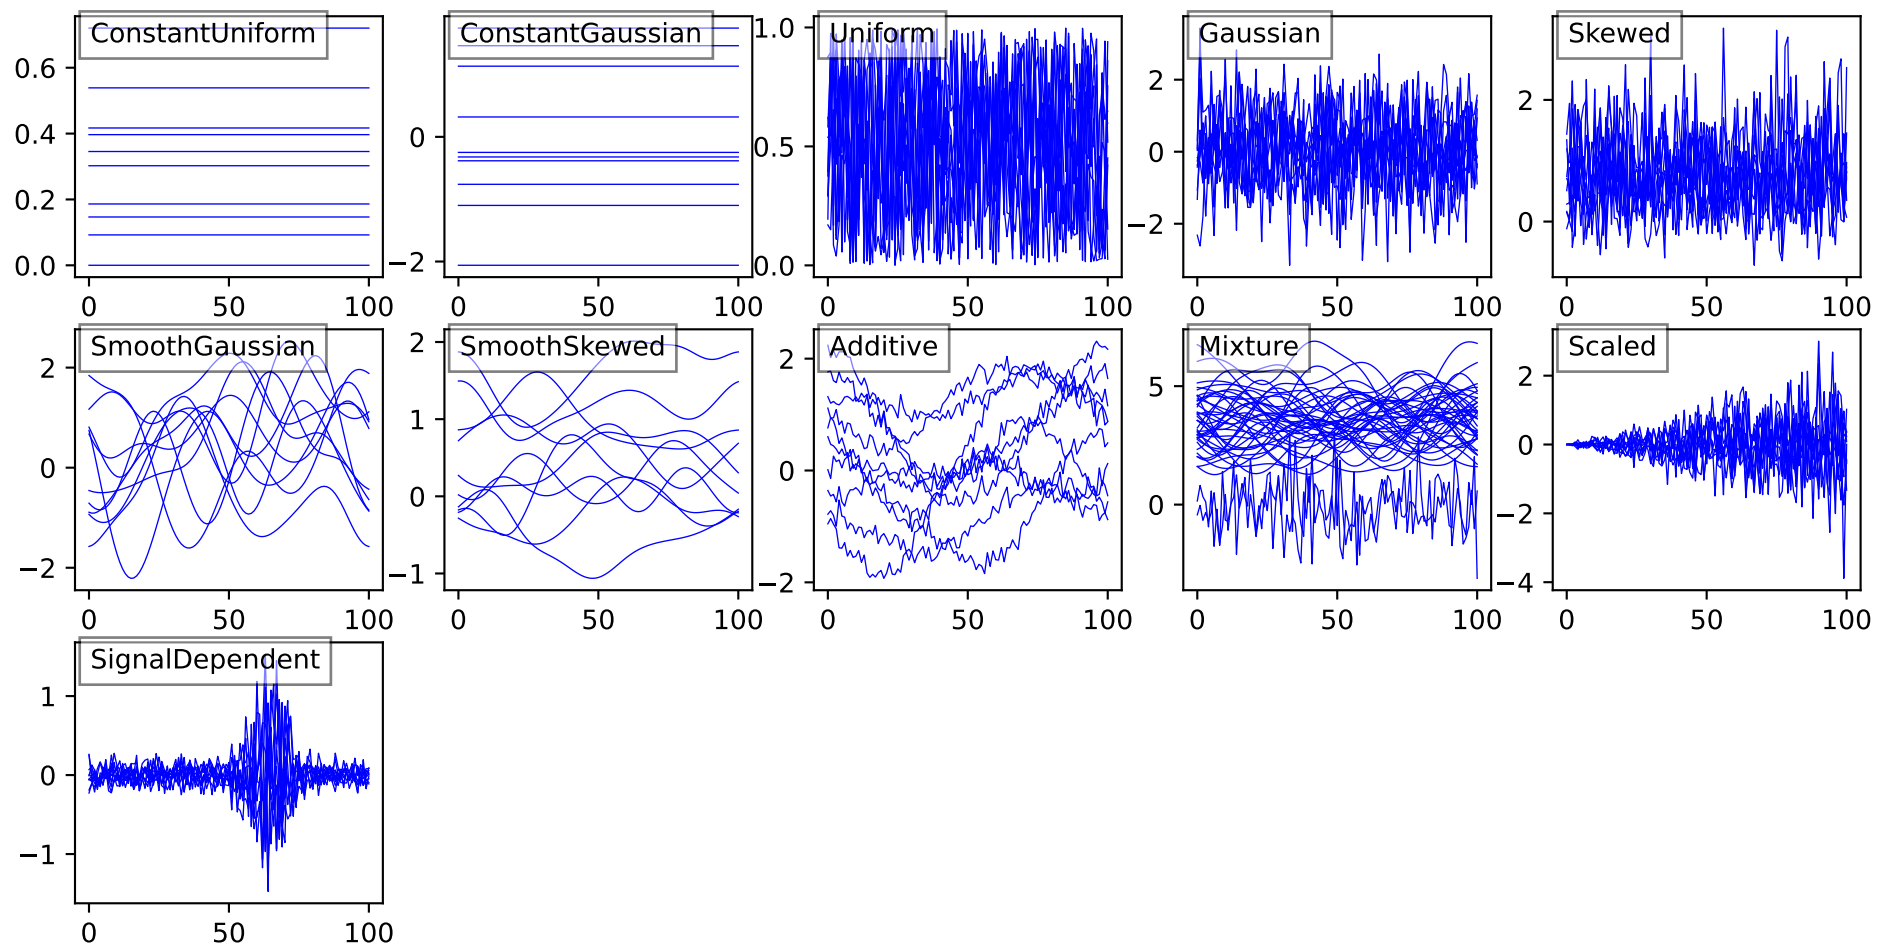 ConstantUniform
0.6
0.4
0.2
0.0
0 50 100
ConstantGaussian
0
−2
0 50 100
Uniform
1.0
0.5
0.0
0 50 100
Gaussian
2
0
−2
0 50 100
Skewed
2
0
0 50 100
SmoothGaussian
2
0
−2
0 50 100
SmoothSkewed
2
1
0
−1
0 50 100
Additive
2
0
−2
0 50 100
Mixture
5
0
0 50 100
Scaled
2
0
−2
−4
0 50 100
SignalDependent
1
0
−1
0 50 100